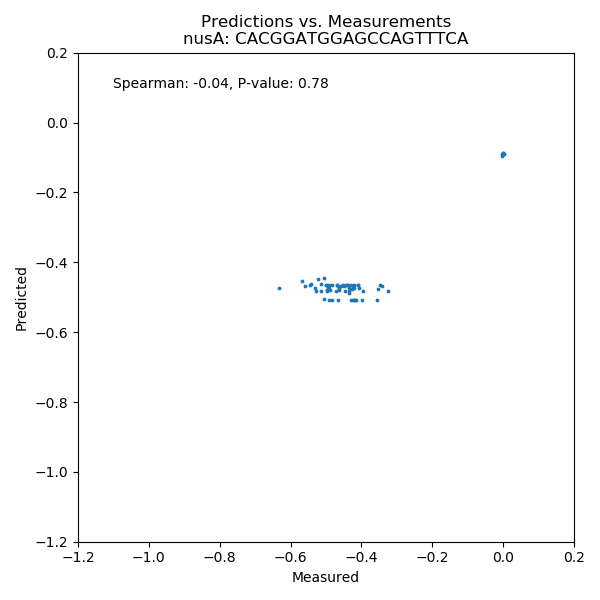 Predictions vs. Measurements
nusA: CACGGATGGAGCCAGTTTCA
Spearman: -0.04, P-value: 0.78
0.2
0.0
−0.2
−0.4
−0.6
−0.8
−1.0
−1.2
Predicted
−1.2 −1.0 −0.8 −0.6 −0.4 −0.2 0.0 0.2
Measured